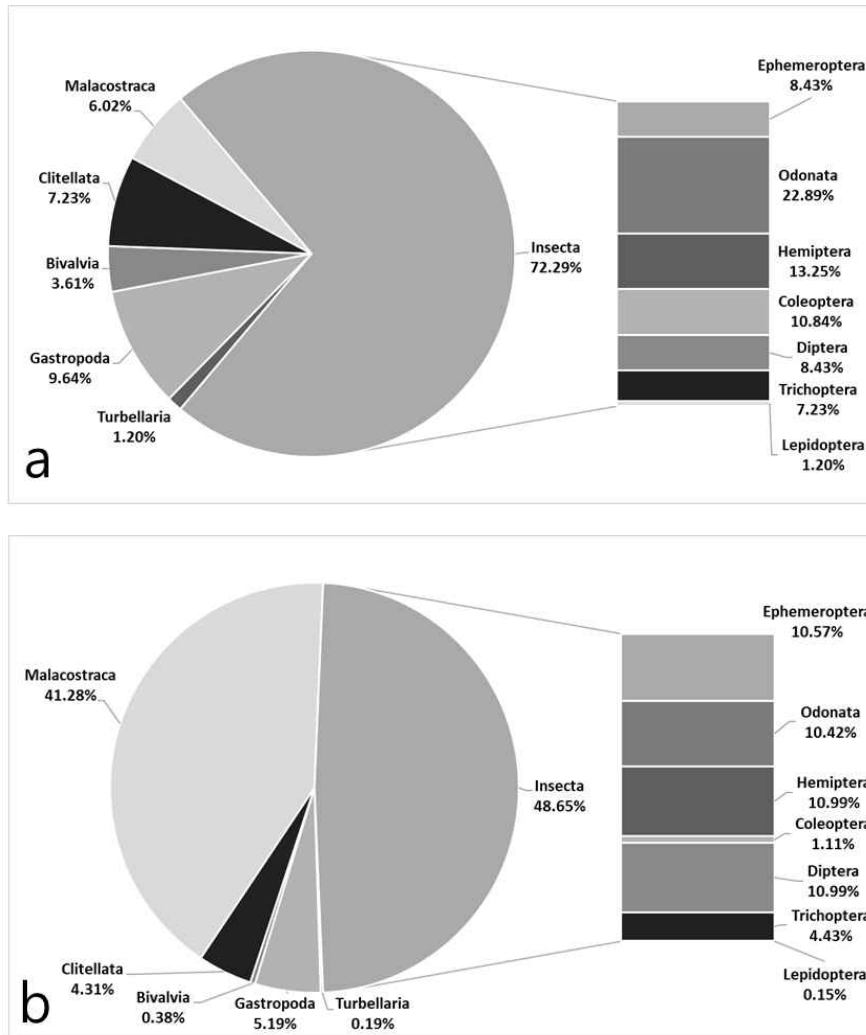 Malacostraca
6.02%
Clitellata
7.23%
Bivalvia
3.61%
Gastropoda
9.64%
Turbellaria
1.20%
Insecta
72.29%
Ephemeroptera
8.43%
Odonata
22.89%
Hemiptera
13.25%
Coleoptera
10.84%
Diptera
8.43%
Trichoptera
7.23%
Lepidoptera
1.20%
a
Malacostraca
41.28%
Clitellata
4.31%
Bivalvia
0.38%
Gastropoda
5.19%
Turbellaria
0.19%
Insecta
48.65%
Ephemeroptera
10.57%
Odonata
10.42%
Hemiptera
10.99%
Coleoptera
1.11%
Diptera
10.99%
Trichoptera
4.43%
Lepidoptera
0.15%
b